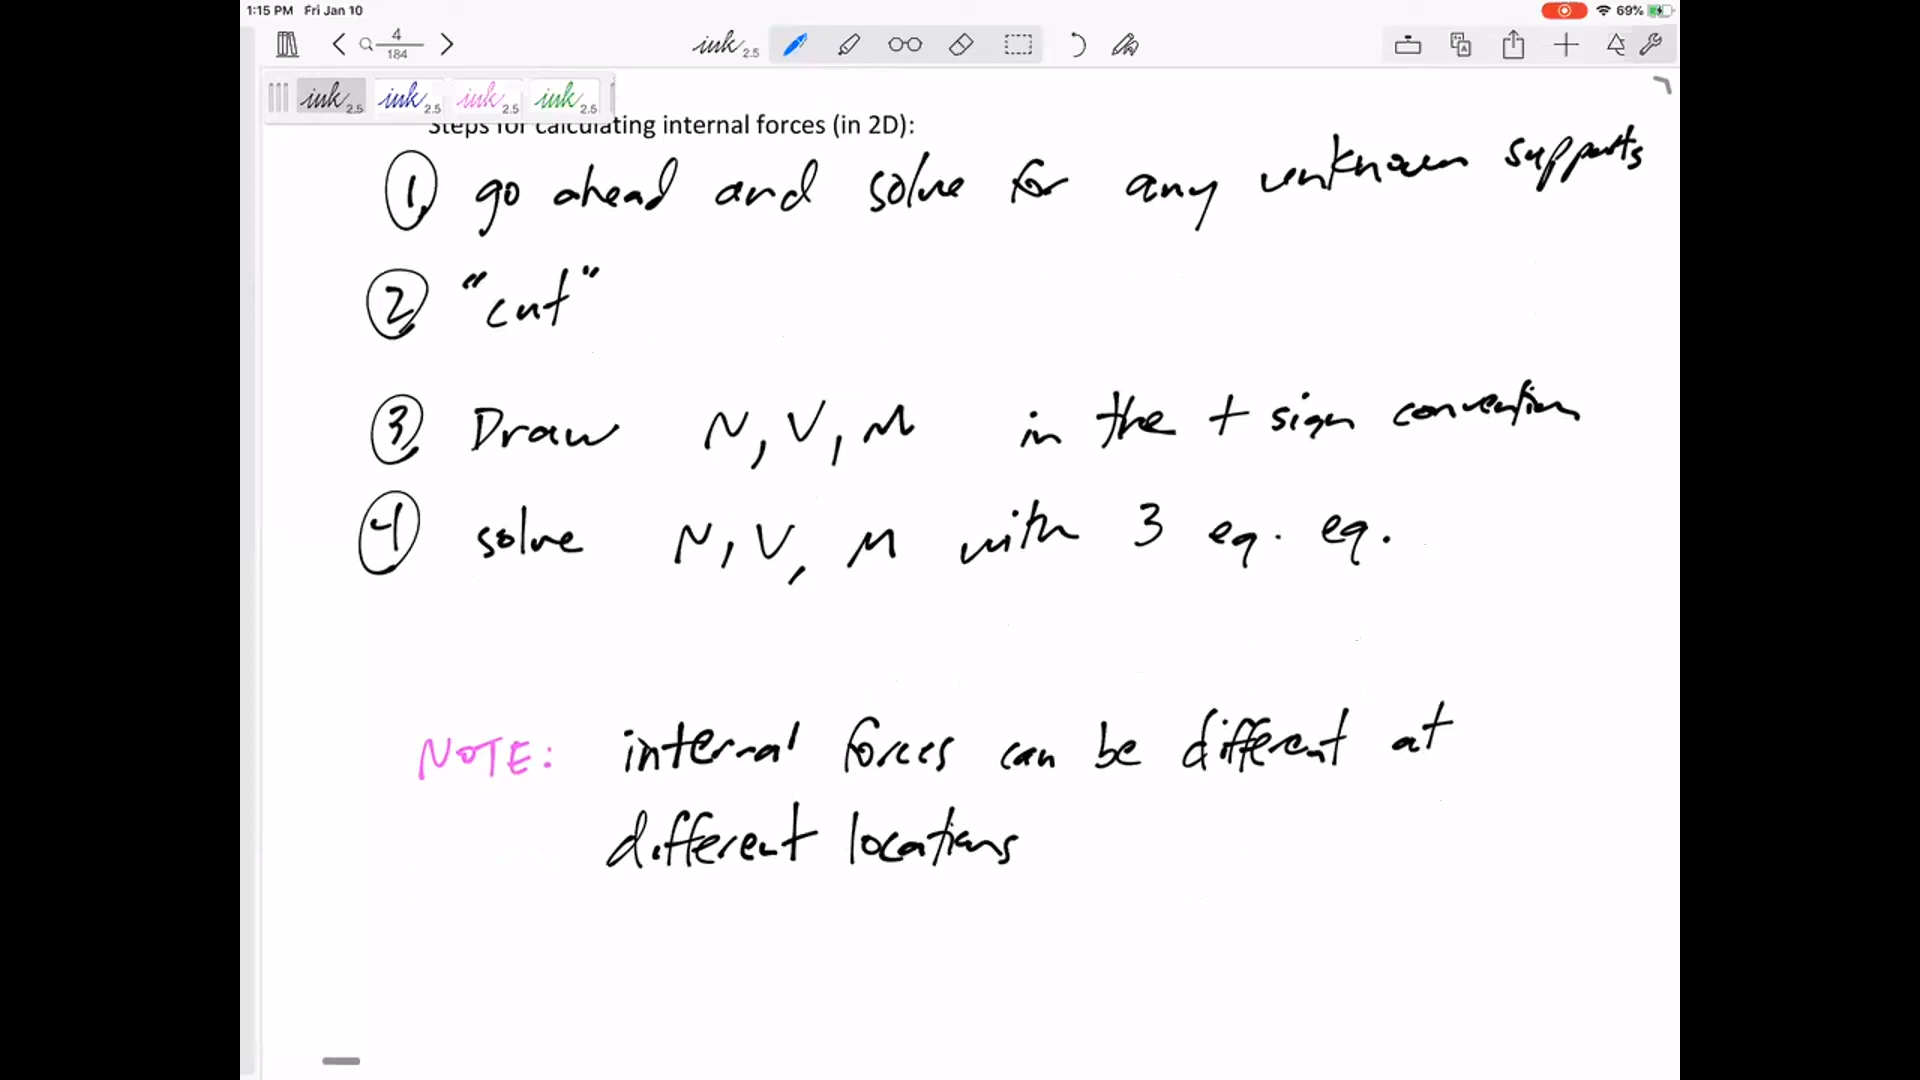 1:15 PM Fri Jan 10
69%
4
184
ink 2.5
ink 2.5 ink 2.5 ink 2.5 ink 2.5
Steps for calculating internal forces (in 2D):
1. go ahead and solve for any unknown supports
2. "cut"
3. Draw N, V, M in the + sign convention
4 solve N, V, M with 3 eq. eq.
NOTE: internal forces can be different at
different locations